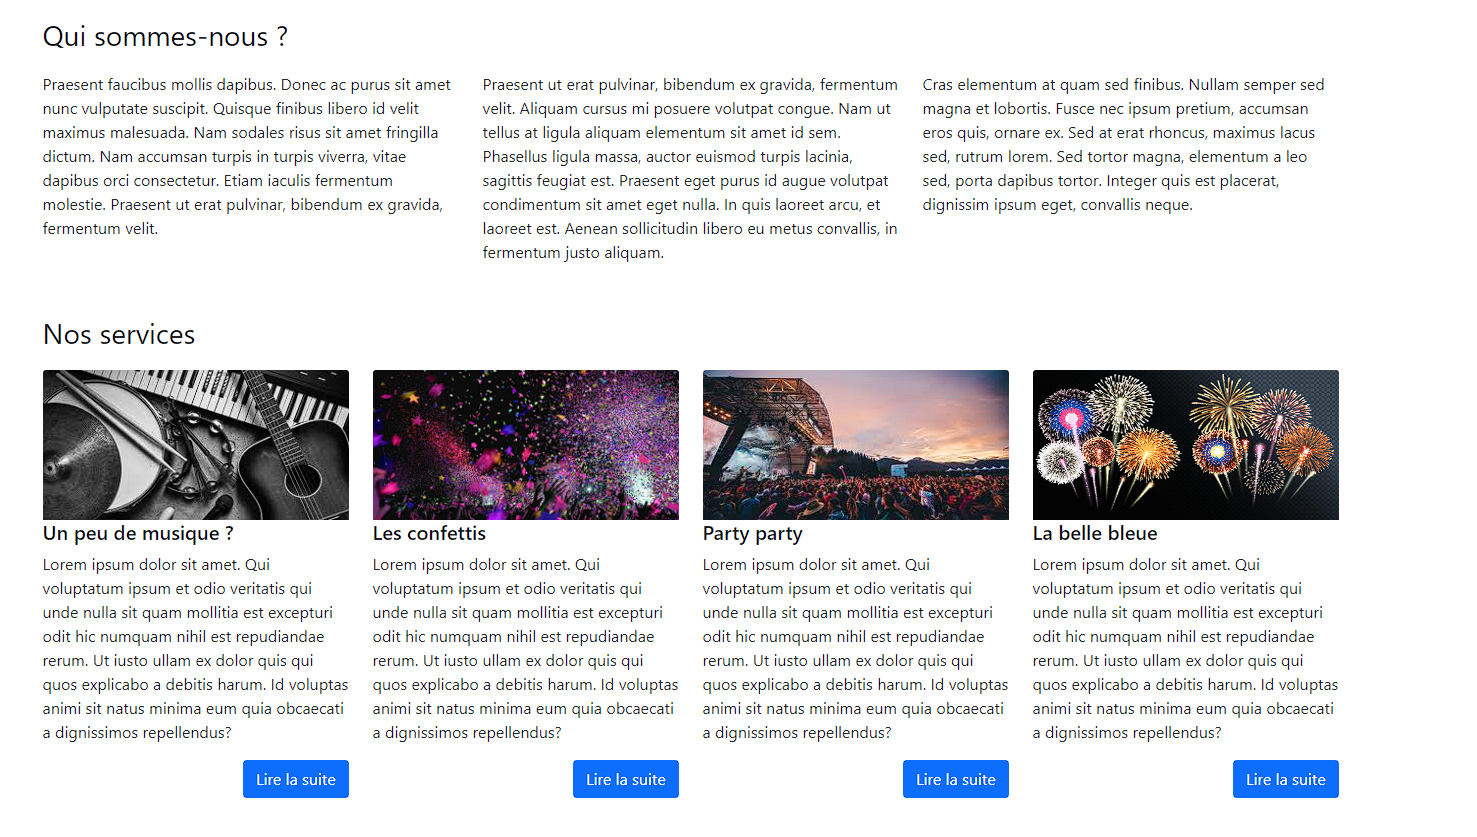 Qui sommes-nous ?
Praesent faucibus mollis dapibus. Donec ac purus sit amet
nunc vulputate suscipit. Quisque finibus libero id velit
maximus malesuada. Nam sodales risus sit amet fringilla
dictum. Nam accumsan turpis in turpis viverra, vitae
dapibus orci consectetur. Etiam iaculis fermentum
molestie. Praesent ut erat pulvinar, bibendum ex gravida,
fermentum velit.
Praesent ut erat pulvinar, bibendum ex gravida, fermentum
velit. Aliquam cursus mi posuere volutpat congue. Nam ut
tellus at ligula aliquam elementum sit amet id sem.
Phasellus ligula massa, auctor euismod turpis lacinia,
sagittis feugiat est. Praesent eget purus id augue volutpat
condimentum sit amet eget nulla. In quis laoreet arcu, et
laoreet est. Aenean sollicitudin libero eu metus convallis, in
fermentum justo aliquam.
Cras elementum at quam sed finibus. Nullam semper sed
magna et lobortis. Fusce nec ipsum pretium, accumsan
eros quis, ornare ex. Sed at erat rhoncus, maximus lacus
sed, rutrum lorem. Sed tortor magna, elementum a leo
sed, porta dapibus tortor. Integer quis est placerat,
dignissim ipsum eget, convallis neque.
Nos services
Un peu de musique ?
Lorem ipsum dolor sit amet. Qui
voluptatum ipsum et odio veritatis qui
unde nulla sit quam mollitia est excepturi
odit hic numquam nihil est repudiandae
rerum. Ut iusto ullam ex dolor quis qui
quos explicabo a debitis harum. Id voluptas
animi sit natus minima eum quia obcaecati
a dignissimos repellendus?
Lire la suite
Les confettis
Lorem ipsum dolor sit amet. Qui
voluptatum ipsum et odio veritatis qui
unde nulla sit quam mollitia est excepturi
odit hic numquam nihil est repudiandae
rerum. Ut iusto ullam ex dolor quis qui
quos explicabo a debitis harum. Id voluptas
animi sit natus minima eum quia obcaecati
a dignissimos repellendus?
Lire la suite
Party party
Lorem ipsum dolor sit amet. Qui
voluptatum ipsum et odio veritatis qui
unde nulla sit quam mollitia est excepturi
odit hic numquam nihil est repudiandae
rerum. Ut iusto ullam ex dolor quis qui
quos explicabo a debitis harum. Id voluptas
animi sit natus minima eum quia obcaecati
a dignissimos repellendus?
Lire la suite
La belle bleue
Lorem ipsum dolor sit amet. Qui
voluptatum ipsum et odio veritatis qui
unde nulla sit quam mollitia est excepturi
odit hic numquam nihil est repudiandae
rerum. Ut iusto ullam ex dolor quis qui
quos explicabo a debitis harum. Id voluptas
animi sit natus minima eum quia obcaecati
a dignissimos repellendus?
Lire la suite